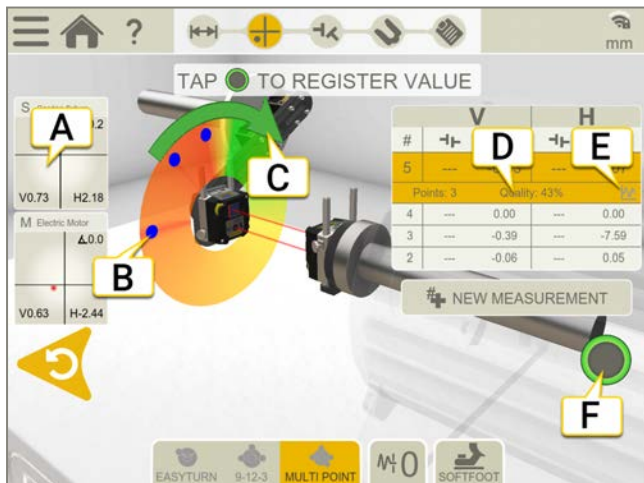 ?
mm
TAP TO REGISTER VALUE
S
A
0.2
V0.73 H2.18
M Electric Motor
0.0
V0.63 H-2.44
B
C
V H
#
D
E
5 ---
Points: 3 Quality: 43%
4 --- 0.00 --- 0.00
3 --- -0.39 --- -7.59
2 --- -0.06 --- 0.05
# NEW MEASUREMENT
F
EASYTURN 9-12-3 MULTI POINT 0 SOFTFOOT